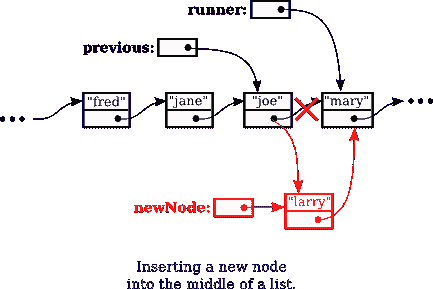 runner:
previous:
"fred"
"jane"
"joe"
"mary"
newNode:
"larry"
Inserting a new node
into the middle of a list.